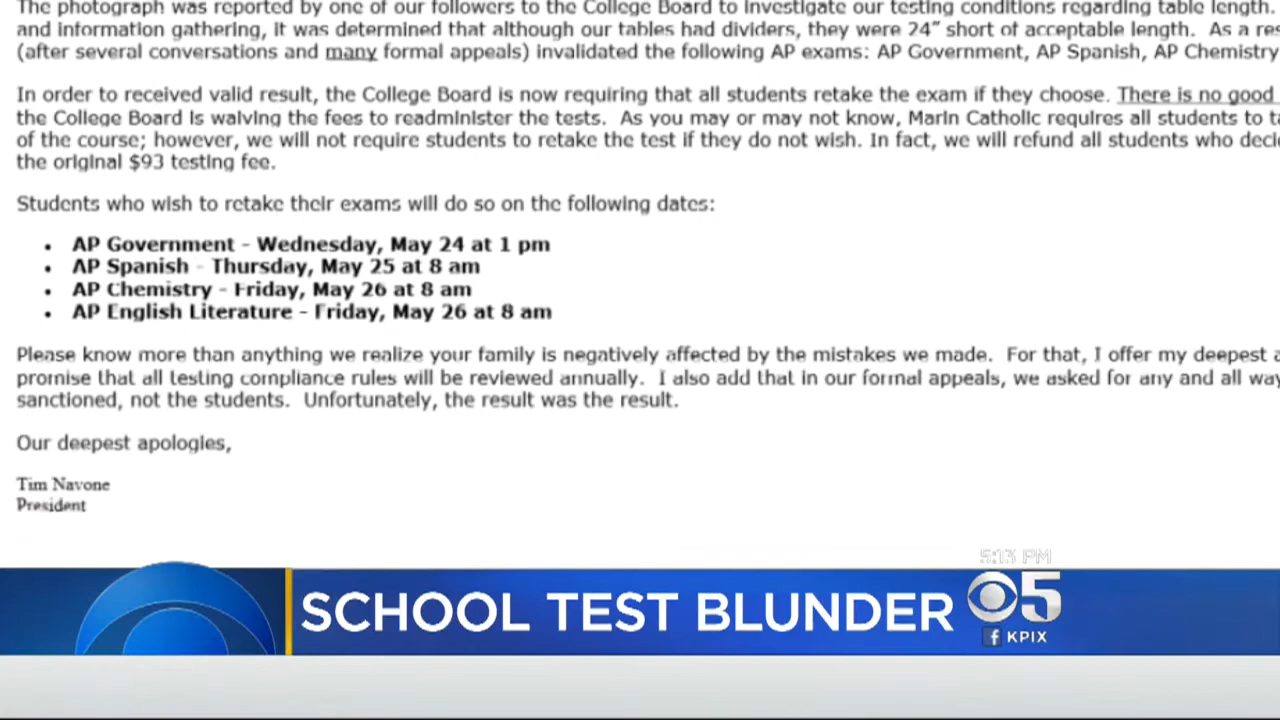 The photograph was reported by one of our followers to the College Board to investigate our testing conditions regarding table length.
and information gathering, it was determined that although our tables had dividers, they were 24" short of acceptable length. As a res
(after several conversations and many formal appeals) invalidated the following AP exams: AP Government, AP Spanish, AP Chemistry
In order to received valid result, the College Board is now requiring that all students retake the exam if they choose. There is no good
the College Board is waiving the fees to readminister the tests. As you may or may not know, Marin Catholic requires all students to ta
of the course; however, we will not require students to retake the test if they do not wish. In fact, we will refund all students who deci
the original $93 testing fee.
Students who wish to retake their exams will do so on the following dates:
• AP Government - Wednesday, May 24 at 1 pm
• AP Spanish - Thursday, May 25 at 8 am
• AP Chemistry - Friday, May 26 at 8 am
• AP English Literature - Friday, May 26 at 8 am
Please know more than anything we realize your family is negatively affected by the mistakes we made. For that, I offer my deepest a
promise that all testing compliance rules will be reviewed annually. I also add that in our formal appeals, we asked for any and all way
sanctioned, not the students. Unfortunately, the result was the result.
Our deepest apologies,
Tim Navone
President
5:13 PM
SCHOOL TEST BLUNDER
5
f KPIX